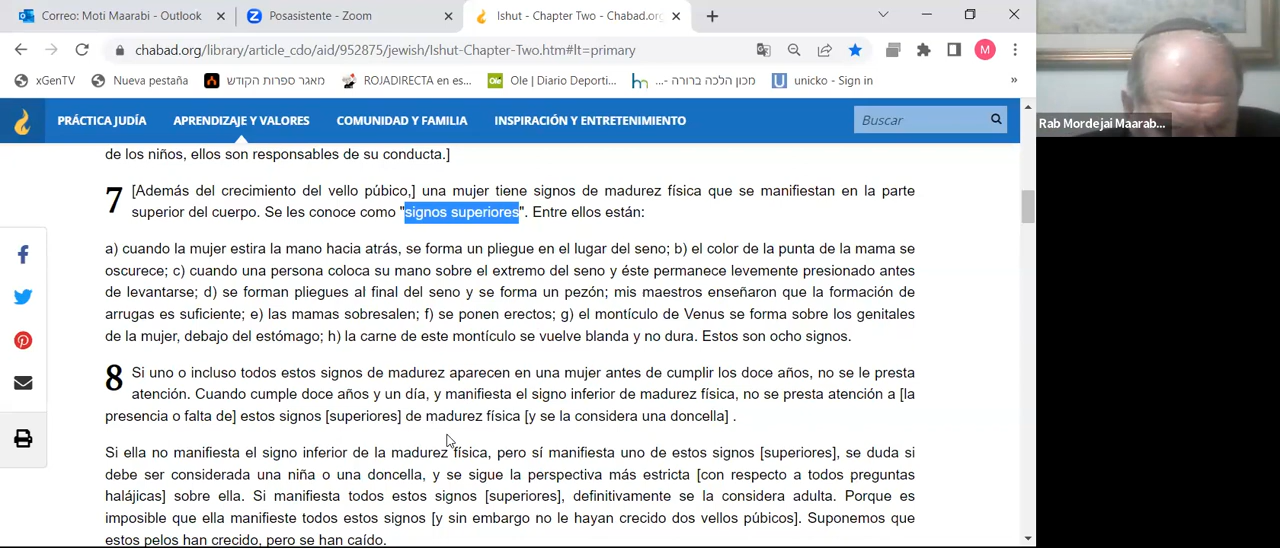 Correo: Moti Maarabi - Outlook
Posasistente - Zoom
Ishut - Chapter Two - Chabad.org
chabad.org/library/article_cdo/aid/952875/jewish/Ishut-Chapter-Two.htm#lt=primary
M
xGenTV
Nueva pestaña
מאגר ספרות הקודש
ROJADIRECTA en es...
Ole
Ole | Diario Deporti...
מכון הלכה ברורה -...
unicko - Sign in
»
PRÁCTICA JUDÍA
APRENDIZAJE Y VALORES
COMUNIDAD Y FAMILIA
INSPIRACIÓN Y ENTRETENIMIENTO
Buscar
Rab Mordejai Maarab...
de los niños, ellos son responsables de su conducta.]
7 [Además del crecimiento del vello púbico,] una mujer tiene signos de madurez física que se manifiestan en la parte
superior del cuerpo. Se les conoce como "signos superiores". Entre ellos están:
a) cuando la mujer estira la mano hacia atrás, se forma un pliegue en el lugar del seno; b) el color de la punta de la mama se
oscurece; c) cuando una persona coloca su mano sobre el extremo del seno y éste permanece levemente presionado antes
de levantarse; d) se forman pliegues al final del seno y se forma un pezón; mis maestros enseñaron que la formación de
arrugas es suficiente; e) las mamas sobresalen; f) se ponen erectos; g) el montículo de Venus se forma sobre los genitales
de la mujer, debajo del estómago; h) la carne de este montículo se vuelve blanda y no dura. Estos son ocho signos.
8 Si uno o incluso todos estos signos de madurez aparecen en una mujer antes de cumplir los doce años, no se le presta
atención. Cuando cumple doce años y un día, y manifiesta el signo inferior de madurez física, no se presta atención a [la
presencia o falta de] estos signos [superiores] de madurez física [y se la considera una doncella] .
Si ella no manifiesta el signo inferior de la madurez física, pero sí manifiesta uno de estos signos [superiores], se duda si
debe ser considerada una niña o una doncella, y se sigue la perspectiva más estricta [con respecto a todos preguntas
halájicas] sobre ella. Si manifiesta todos estos signos [superiores], definitivamente se la considera adulta. Porque es
imposible que ella manifieste todos estos signos [y sin embargo no le hayan crecido dos vellos púbicos]. Suponemos que
estos pelos han crecido, pero se han caído.